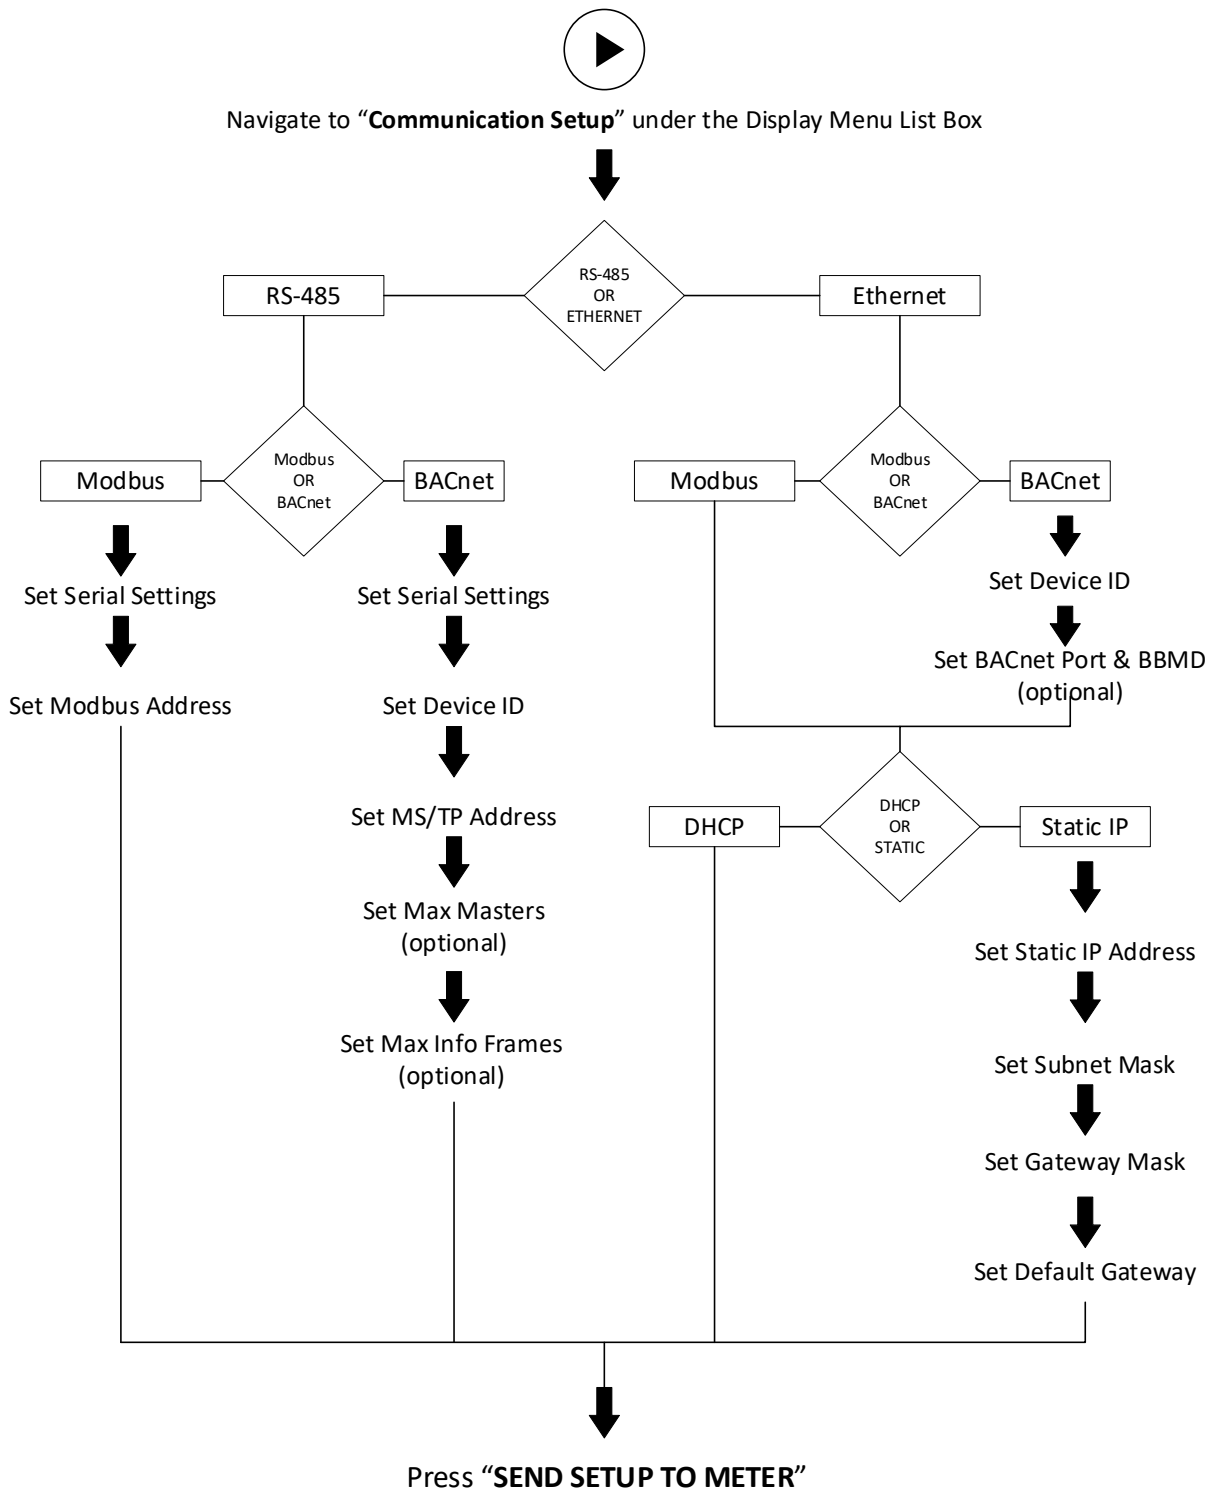 Navigate to “Communication Setup” under the Display Menu List Box
RS-485
OR
ETHERNET
RS-485
Ethernet
Modbus
OR
BACnet
Modbus
BACnet
Set Serial Settings
Set Modbus Address
Set Serial Settings
Set Device ID
Set MS/TP Address
Set Max Masters
(optional)
Set Max Info Frames
(optional)
Modbus
OR
BACnet
Modbus
BACnet
Set Device ID
Set BACnet Port & BBMD
(optional)
DHCP
OR
STATIC
DHCP
Static IP
Set Static IP Address
Set Subnet Mask
Set Gateway Mask
Set Default Gateway
Press “SEND SETUP TO METER”